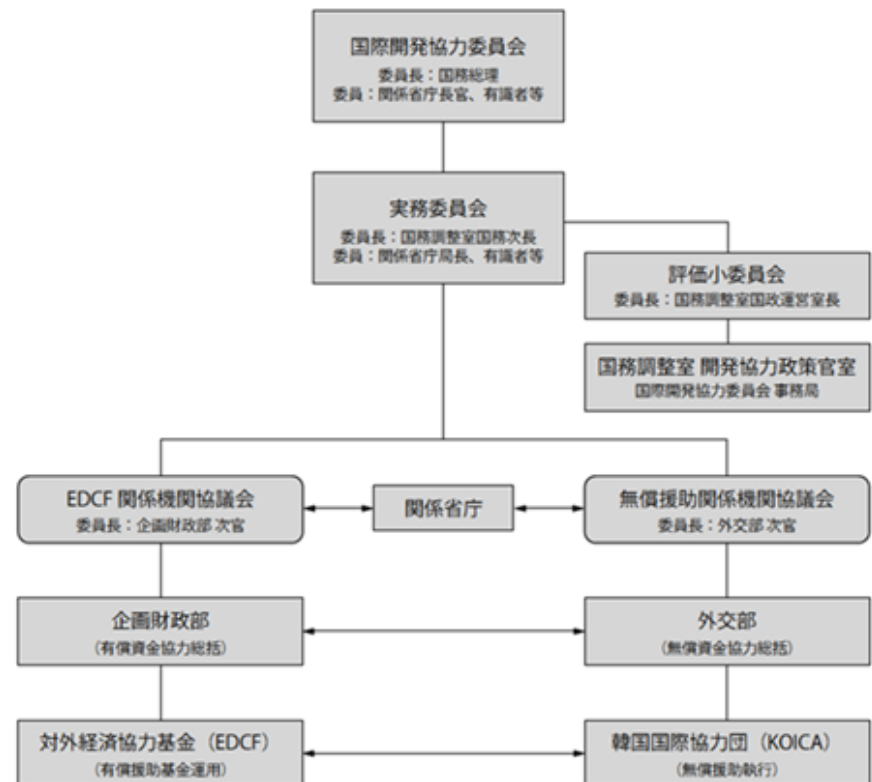 国際開発協力委員会
委員長：国務総理
委員：関係省庁長官、有識者等
実務委員会
委員長：国務調整室国務次長
委員：関係省庁局長、有識者等
評価小委員会
委員長：国務調整室国政運営室長
国務調整室 開発協力政策官室
国際開発協力委員会 事務局
EDCF 関係機関協議会
委員長：企画財政部 次官
関係省庁
無償援助関係機関協議会
委員長：外交部 次官
企画財政部
（有償資金協力総括）
外交部
（無償資金協力総括）
対外経済協力基金（EDCF）
（有償援助基金運用）
韓国国際協力団（KOICA）
（無償援助執行）